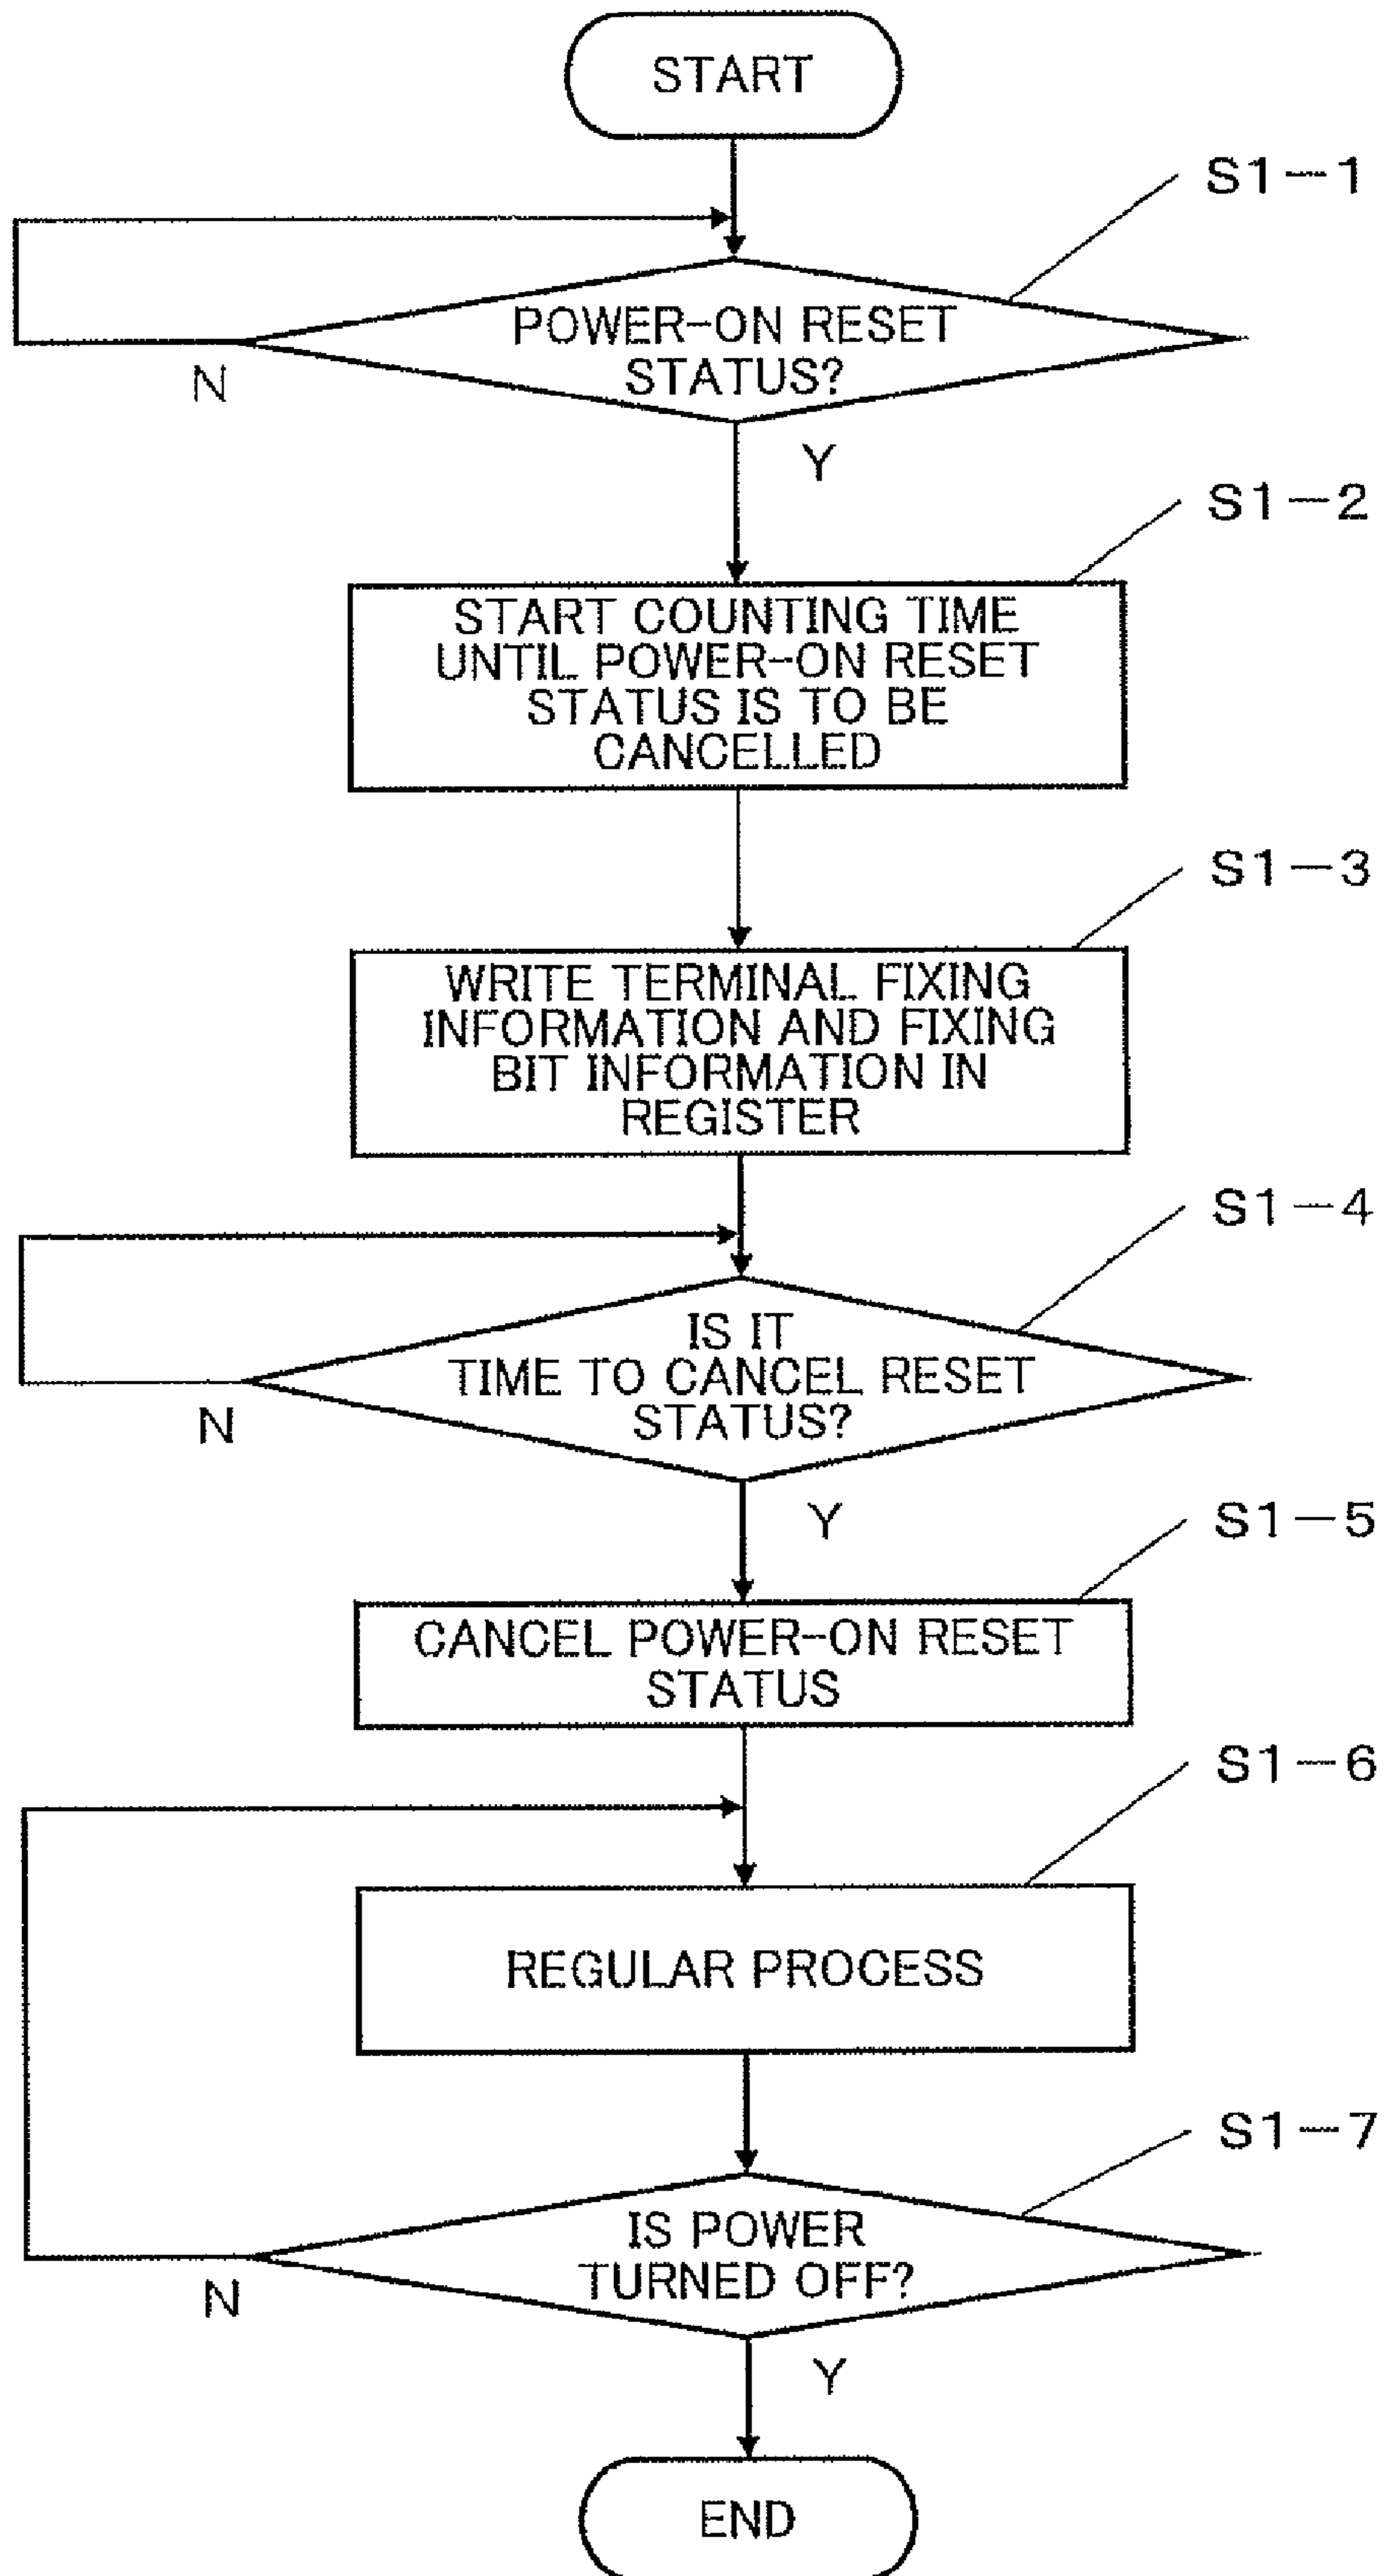 START
S1-1
POWER-ON RESET
STATUS?
N
Y
S1-2
START COUNTING TIME
UNTIL POWER-ON RESET
STATUS IS TO BE
CANCELLED
S1-3
WRITE TERMINAL FIXING
INFORMATION AND FIXING
BIT INFORMATION IN
REGISTER
S1-4
IS IT
TIME TO CANCEL RESET
STATUS?
N
Y
S1-5
CANCEL POWER-ON RESET
STATUS
S1-6
REGULAR PROCESS
S1-7
IS POWER
TURNED OFF?
N
Y
END